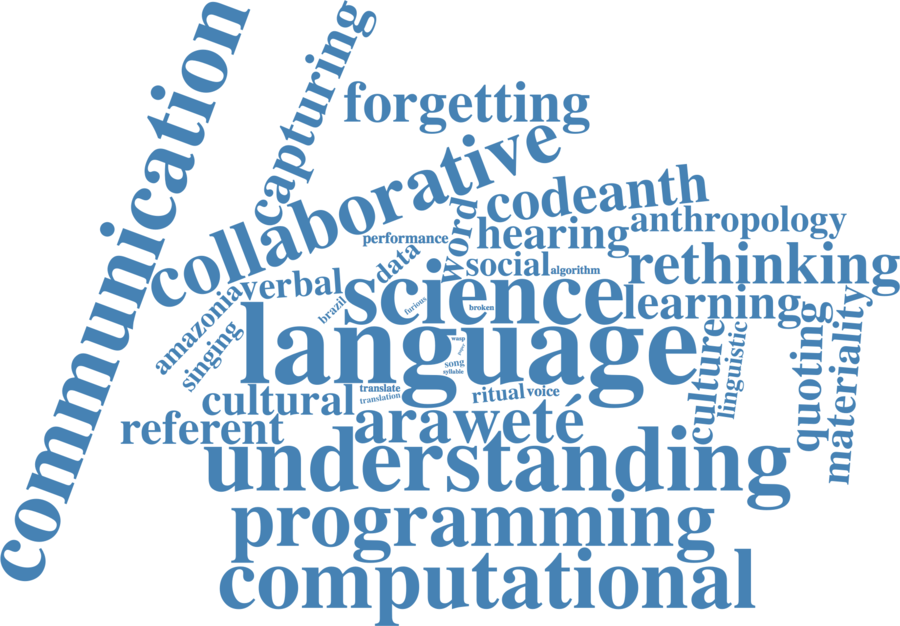 communication
capturing
forgetting
collaborative
codeanth
word
hearing
anthropology
performance
data
social
algorithm
rethinking
amazonia
verbal
brazil
science
furious
broken
learning
singing
language
wasp
song
syllable
culture
linguistic
quoting
materiality
cultural
translate
translation
ritual
voice
referent
araweté
understanding
programming
computational